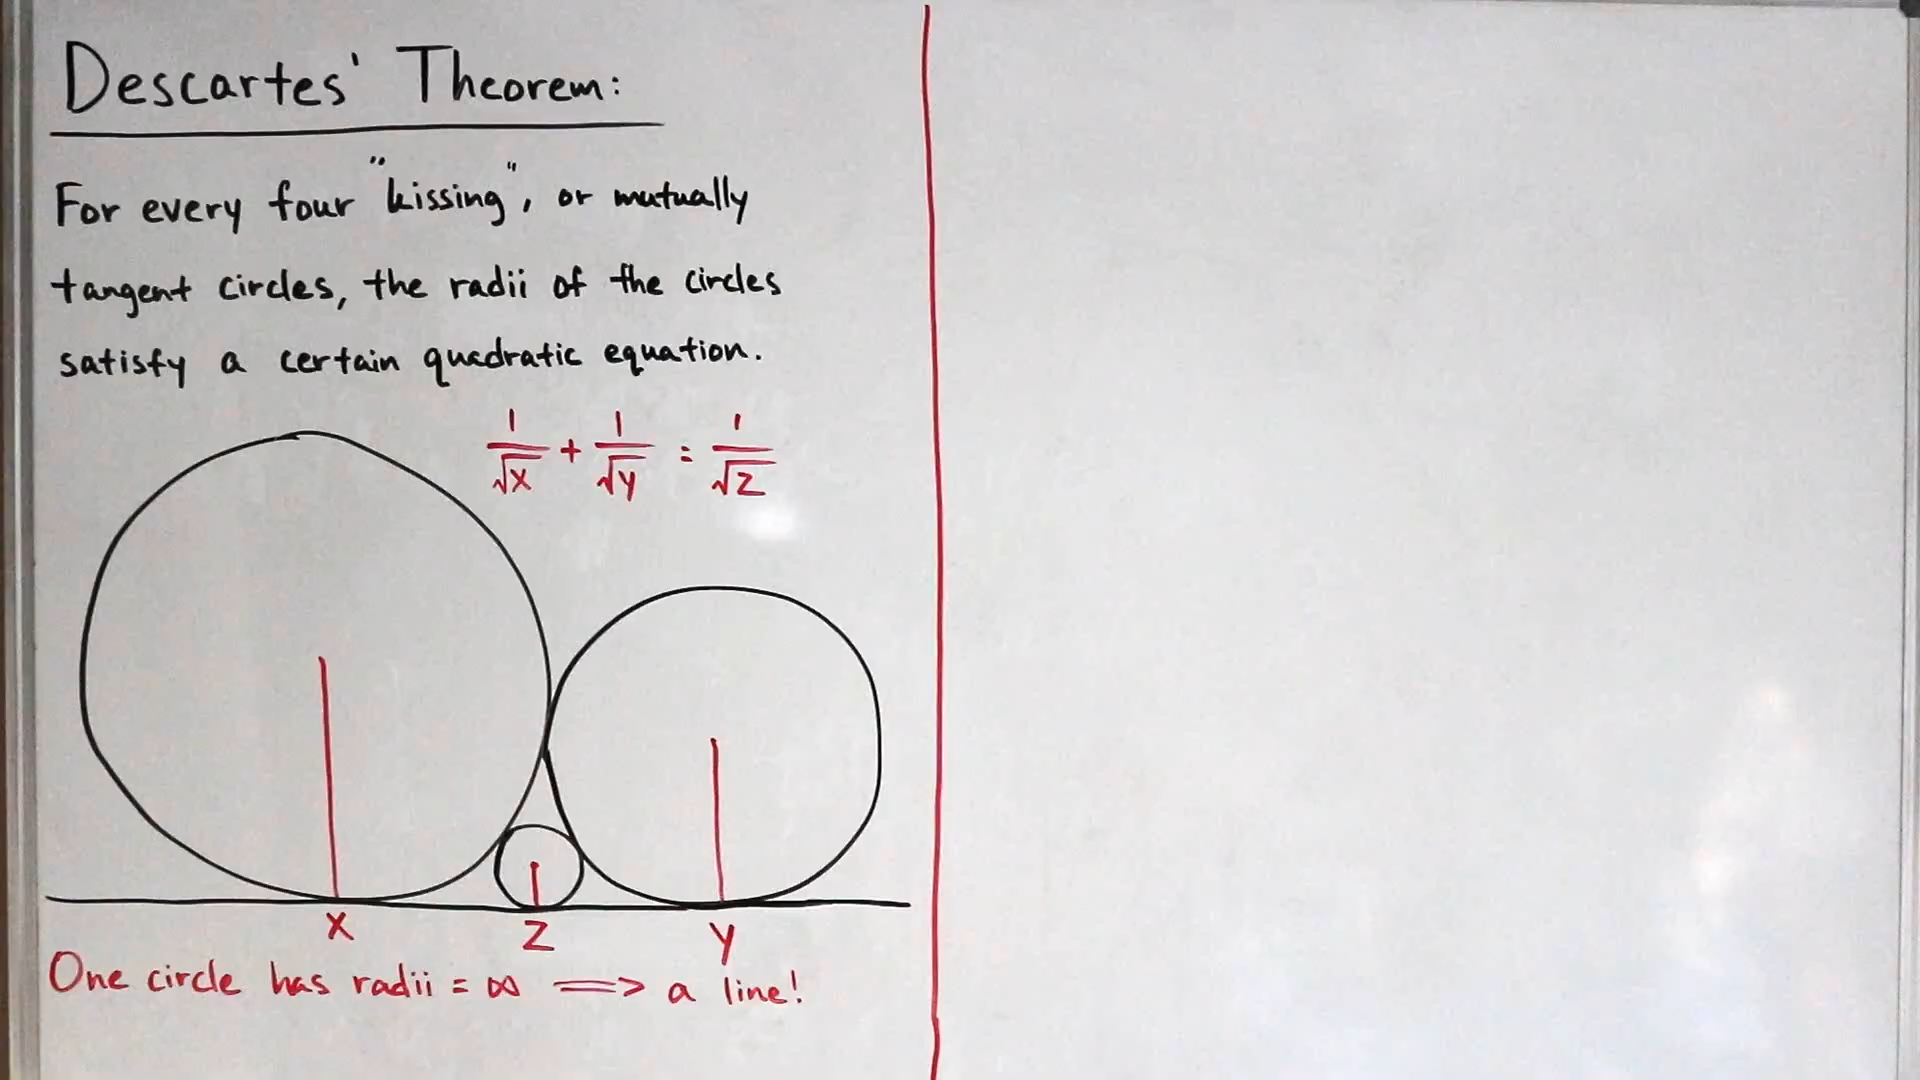 Descartes' Theorem:
For every four "kissing", or mutually
tangent circles, the radii of the circles
satisfy a certain quadratic equation.
1/√x + 1/√y = 1/√z
x z y
One circle has radii = ∞ ⟹ a line!